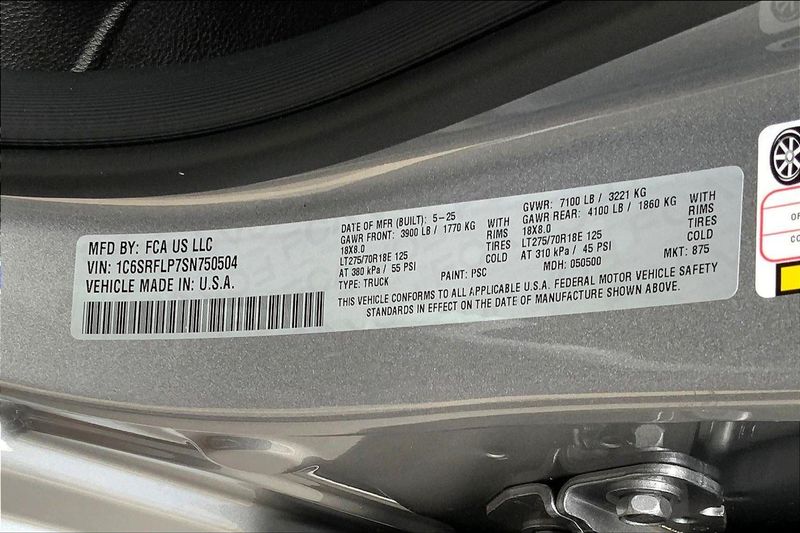 MFD BY: FCA US LLC
VIN: 1C6SRFLP7SN750504
VEHICLE MADE IN: U.S.A.
DATE OF MFR (BUILT): 5-25
GAWR FRONT: 3900 LB / 1770 KG WITH
18X8.0 RIMS
LT275/70R18E 125 TIRES
AT 380 kPa / 55 PSI COLD
TYPE: TRUCK PAINT: PSC
GVWR: 7100 LB / 3221 KG
GAWR REAR: 4100 LB / 1860 KG WITH
18X8.0 RIMS
LT275/70R18E 125 TIRES
AT 310 kPa / 45 PSI COLD
MDH: 050500 MKT: 875
THIS VEHICLE CONFORMS TO ALL APPLICABLE U.S.A. FEDERAL MOTOR VEHICLE SAFETY
STANDARDS IN EFFECT ON THE DATE OF MANUFACTURE SHOWN ABOVE.